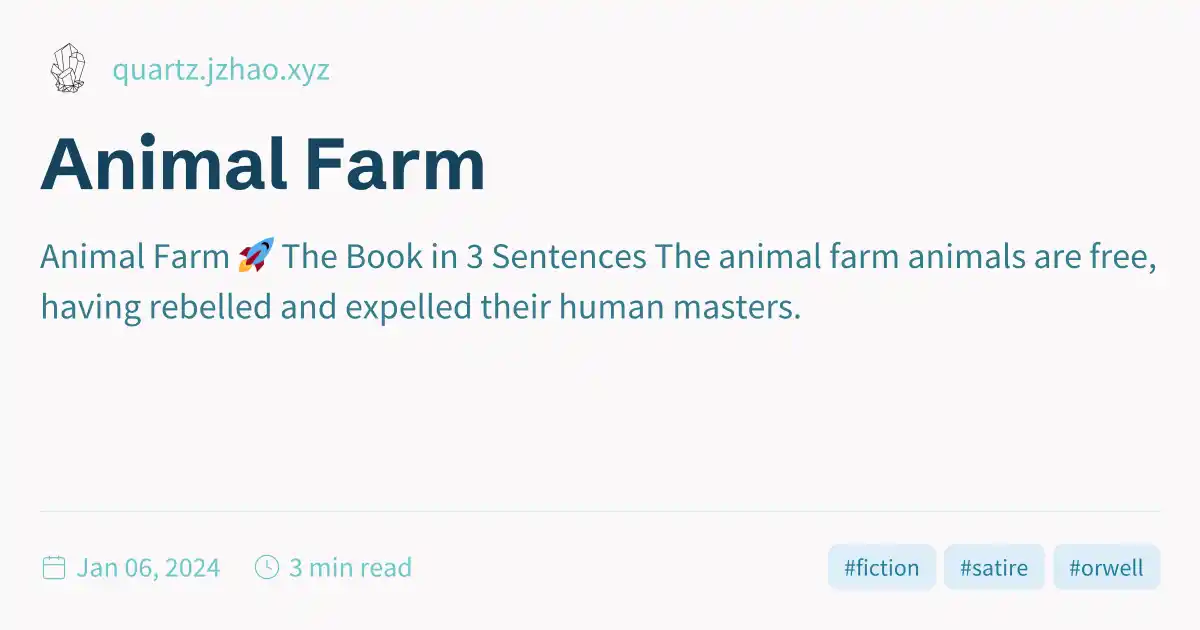 quartz.jzhao.xyz
Animal Farm
Animal Farm 🚀 The Book in 3 Sentences The animal farm animals are free,
having rebelled and expelled their human masters.
Jan 06, 2024 3 min read #fiction #satire #orwell